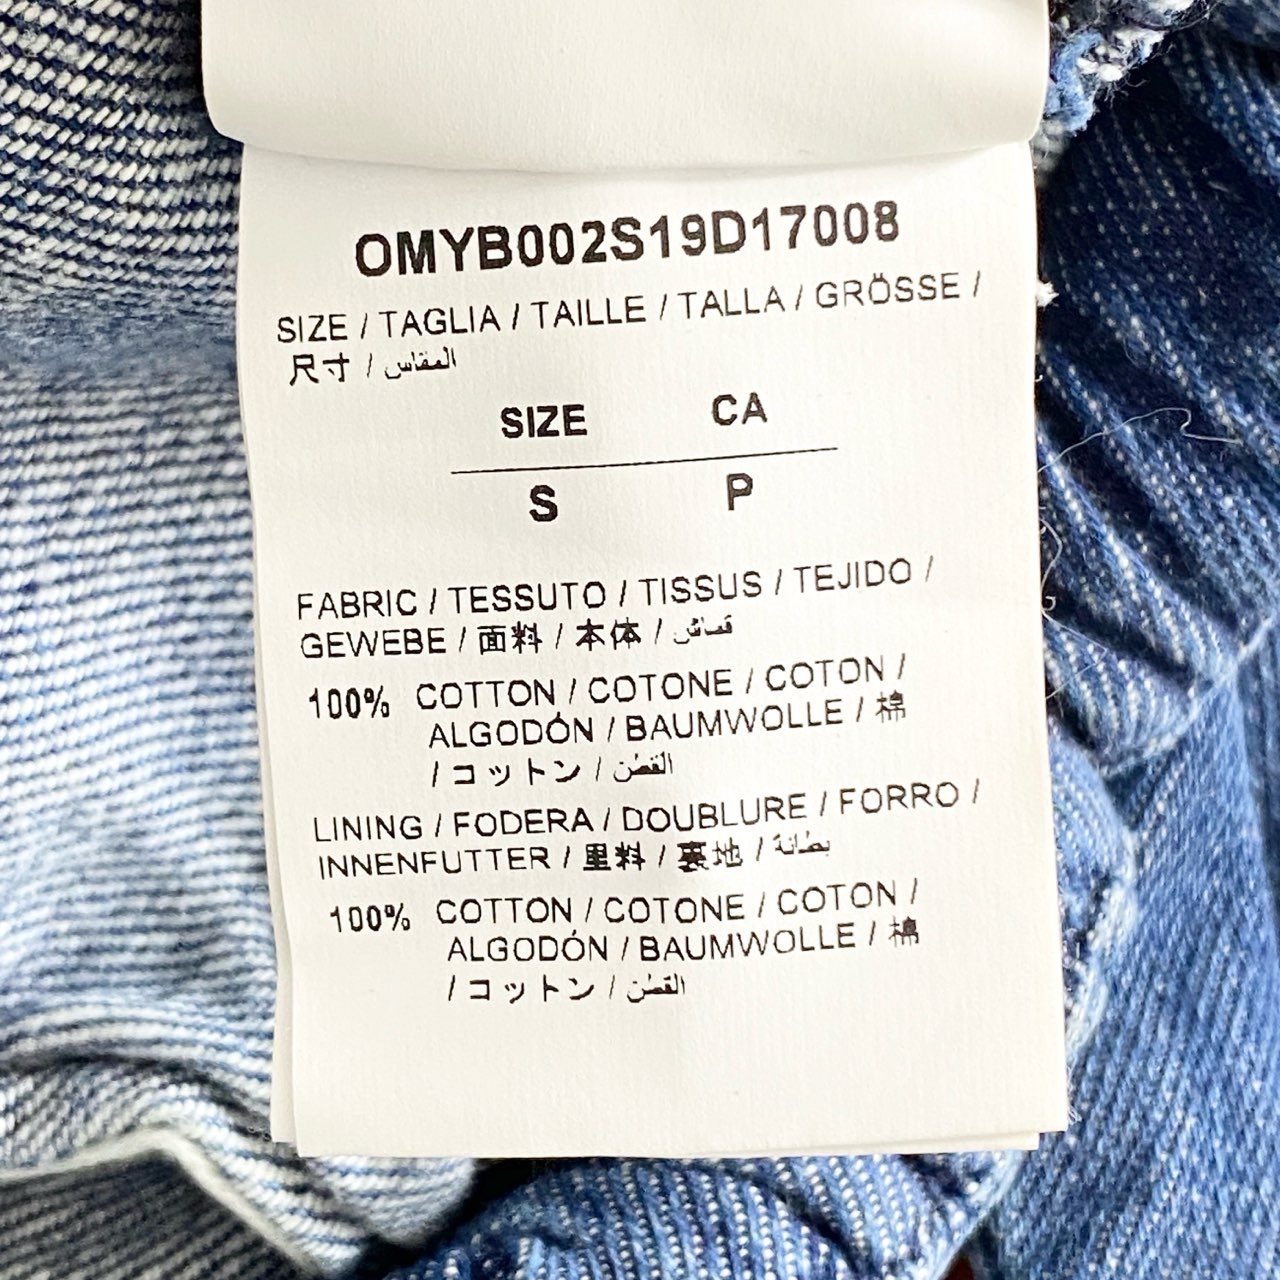 OMYB002S19D17008
SIZE / TAGLIA / TAILLE / TALLA / GRÖSSE /
尺寸 / المقاس
SIZE CA
S P
FABRIC / TESSUTO / TISSUS / TEJIDO /
GEWEBE / 面料 / 本体 / قماش
100% COTTON / COTONE / COTON /
ALGODÓN / BAUMWOLLE / 棉
/ コットン / القطن
LINING / FODERA / DOUBLURE / FORRO /
INNENFUTTER / 里料 / 裏地 / بطانة
100% COTTON / COTONE / COTON /
ALGODÓN / BAUMWOLLE / 棉
/ コットン / القطن